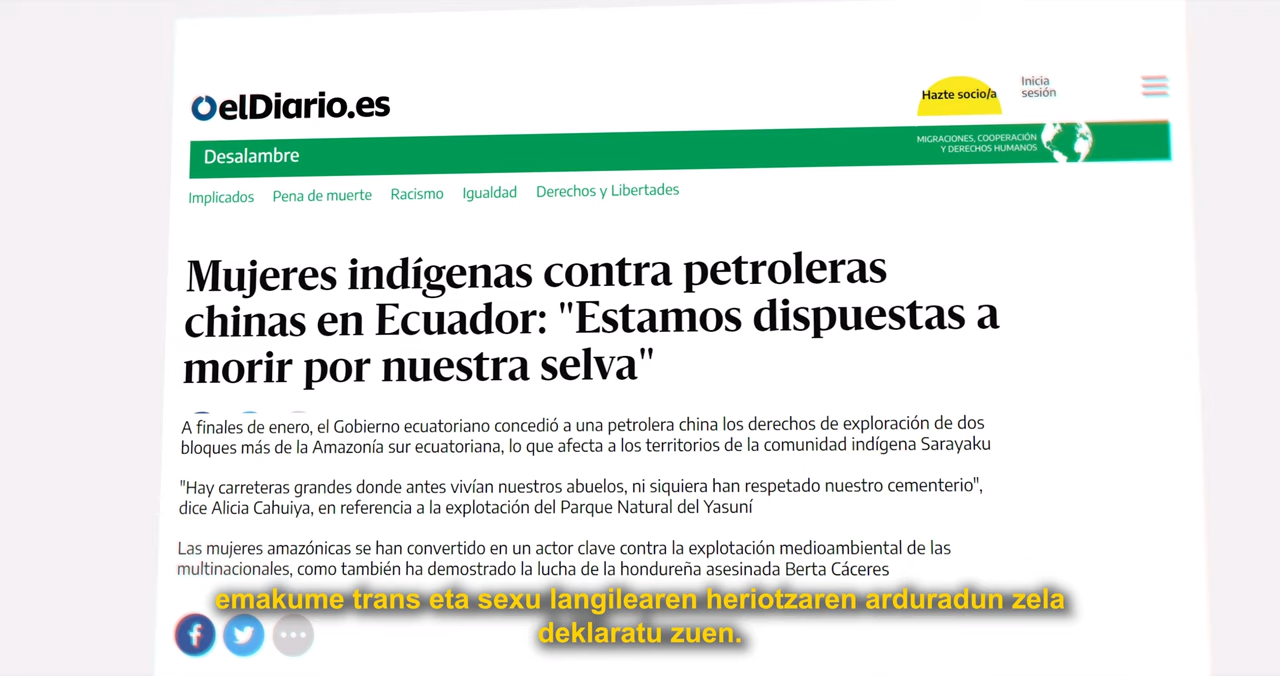 elDiario.es
Hazte socio/a
Inicia
sesión
Desalambre
MIGRACIONES, COOPERACIÓN
Y DERECHOS HUMANOS
Implicados Pena de muerte Racismo Igualdad Derechos y Libertades
Mujeres indígenas contra petroleras
chinas en Ecuador: "Estamos dispuestas a
morir por nuestra selva"
A finales de enero, el Gobierno ecuatoriano concedió a una petrolera china los derechos de exploración de dos
bloques más de la Amazonía sur ecuatoriana, lo que afecta a los territorios de la comunidad indígena Sarayaku
"Hay carreteras grandes donde antes vivían nuestros abuelos, ni siquiera han respetado nuestro cementerio",
dice Alicia Cahuiya, en referencia a la explotación del Parque Natural del Yasuní
Las mujeres amazónicas se han convertido en un actor clave contra la explotación medioambiental de las
multinacionales, como también ha demostrado la lucha de la hondureña asesinada Berta Cáceres
emakume trans eta sexu langilearen heriotzaren arduradun zela
deklaratu zuen.